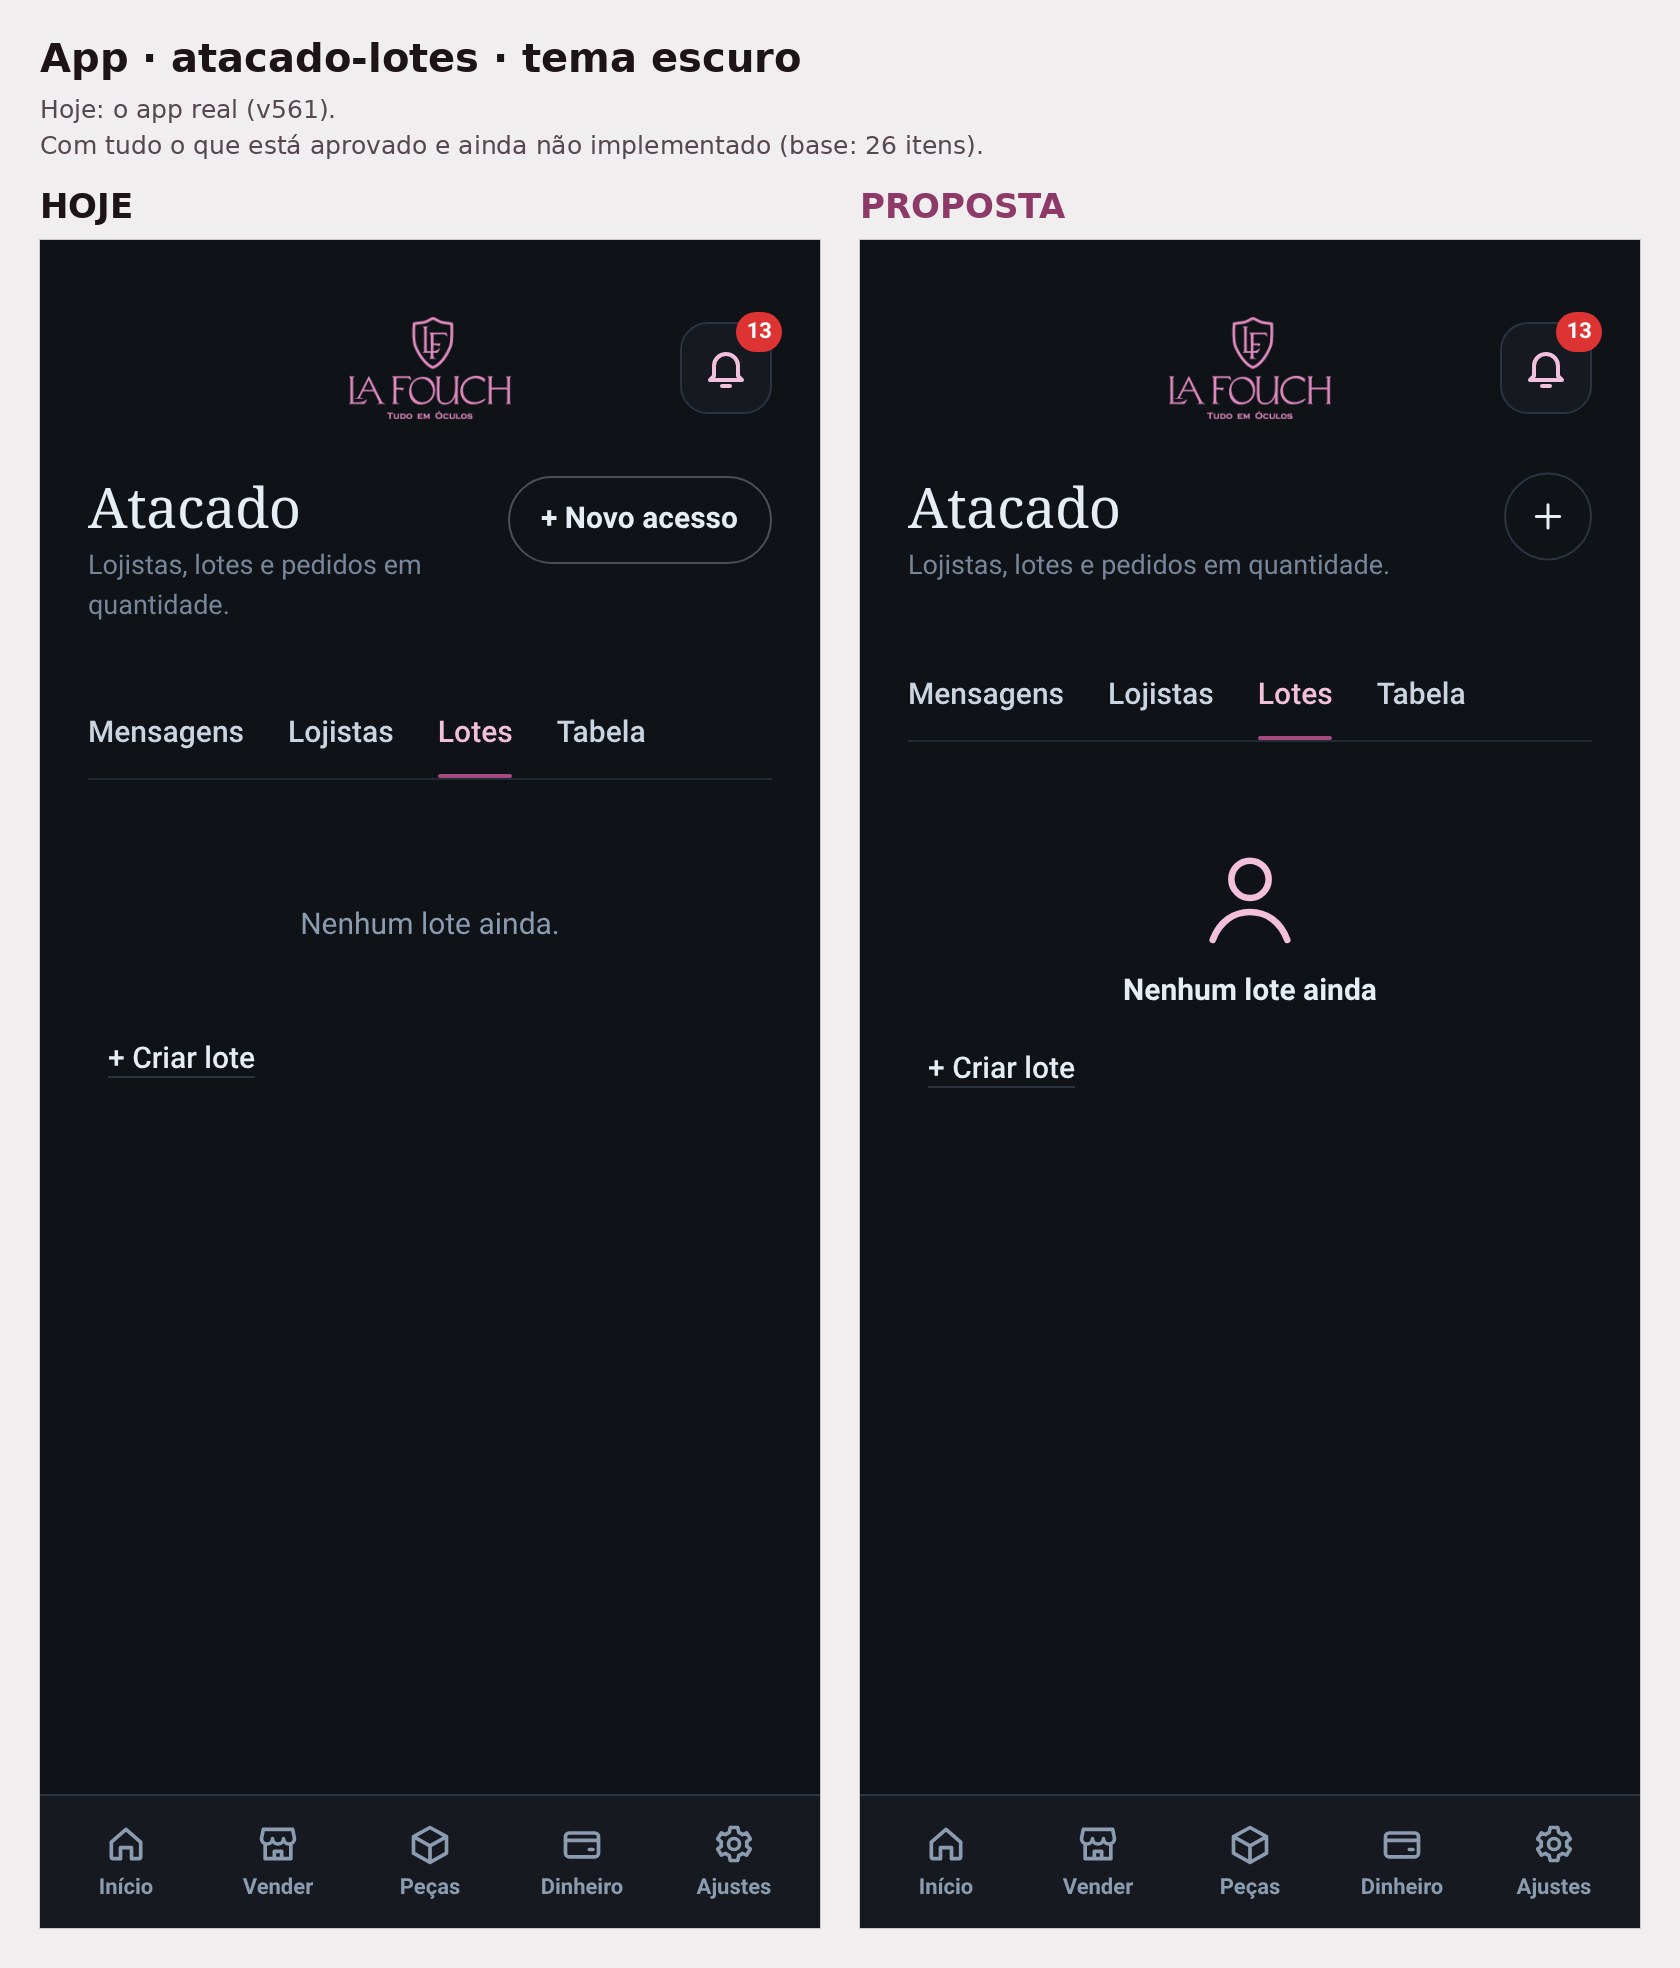 App · atacado-lotes · tema escuro
Hoje: o app real (v561).
Com tudo o que está aprovado e ainda não implementado (base: 26 itens).
HOJE
LF
LA FOUCH
TUDO EM ÓCULOS
13
Atacado
+ Novo acesso
Lojistas, lotes e pedidos em
quantidade.
Mensagens Lojistas Lotes Tabela
Nenhum lote ainda.
+ Criar lote
Início Vender Peças Dinheiro Ajustes
PROPOSTA
LF
LA FOUCH
TUDO EM ÓCULOS
13
Atacado
+
Lojistas, lotes e pedidos em quantidade.
Mensagens Lojistas Lotes Tabela
Nenhum lote ainda
+ Criar lote
Início Vender Peças Dinheiro Ajustes